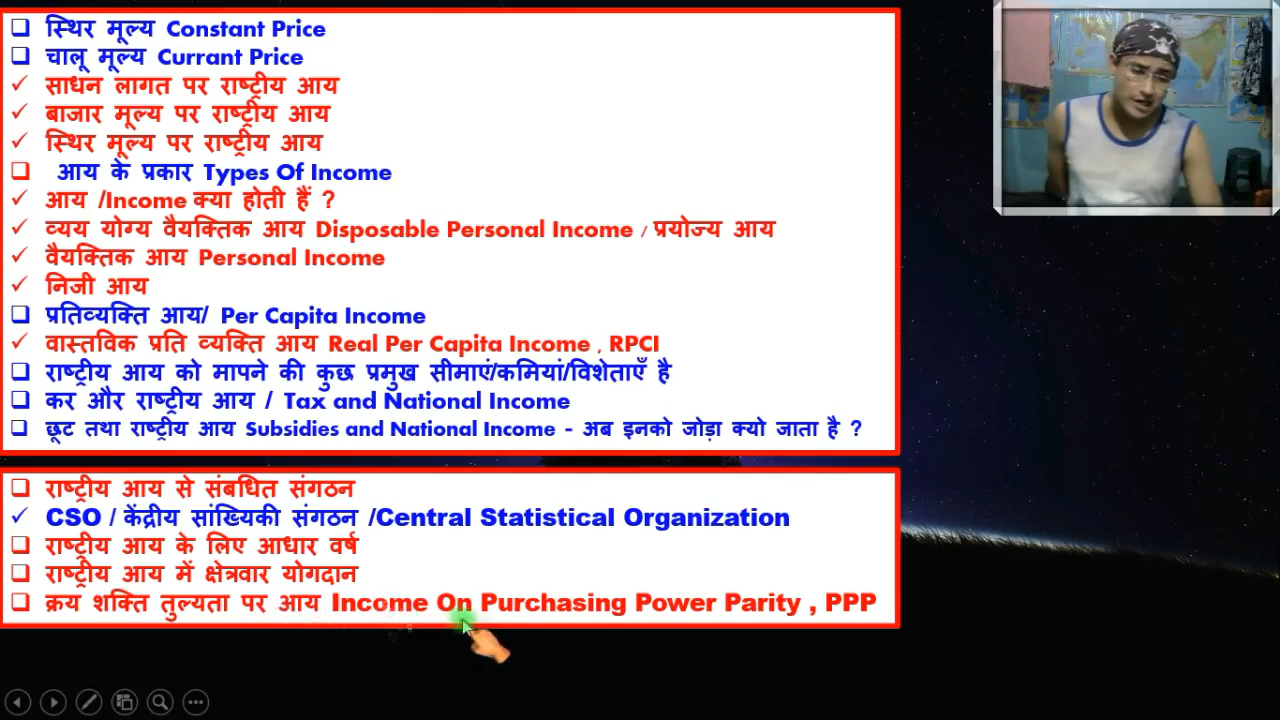 स्थिर मूल्य Constant Price
चालू मूल्य Currant Price
साधन लागत पर राष्ट्रीय आय
बाजार मूल्य पर राष्ट्रीय आय
स्थिर मूल्य पर राष्ट्रीय आय
आय के प्रकार Types Of Income
आय /Income क्या होती हैं ?
व्यय योग्य वैयक्तिक आय Disposable Personal Income / प्रयोज्य आय
वैयक्तिक आय Personal Income
निजी आय
प्रतिव्यक्ति आय/ Per Capita Income
वास्तविक प्रति व्यक्ति आय Real Per Capita Income , RPCI
राष्ट्रीय आय को मापने की कुछ प्रमुख सीमाएं/कमियां/विशेताएँ है
कर और राष्ट्रीय आय / Tax and National Income
छूट तथा राष्ट्रीय आय Subsidies and National Income - अब इनको जोड़ा क्यो जाता है ?
राष्ट्रीय आय से संबधित संगठन
CSO / केंद्रीय सांख्यिकी संगठन /Central Statistical Organization
राष्ट्रीय आय के लिए आधार वर्ष
राष्ट्रीय आय में क्षेत्रवार योगदान
क्रय शक्ति तुल्यता पर आय Income On Purchasing Power Parity , PPP